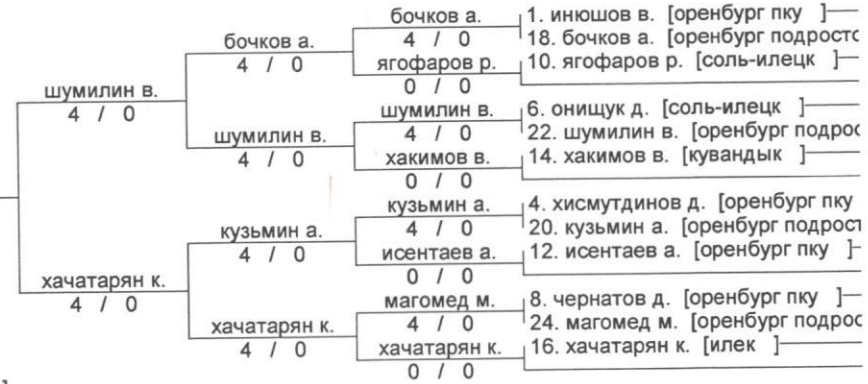 бочков а.
1. инюшов в. [оренбург пку ]
бочков а.
4 / 0
18. бочков а. [оренбург подростс
4 / 0
ягофаров р.
10. ягофаров р. [соль-илецк ]
0 / 0
шумилин в.
4 / 0
шумилин в.
6. онищук д. [соль-илецк ]
шумилин в.
4 / 0
22. шумилин в. [оренбург подрос
4 / 0
хакимов в.
14. хакимов в. [кувандык ]
0 / 0
кузьмин а.
4. хисмутдинов д. [оренбург пку
кузьмин а.
4 / 0
20. кузьмин а. [оренбург подрост
4 / 0
исентаев а.
12. исентаев а. [оренбург пку ]
0 / 0
хачатарян к.
4 / 0
магомед м.
8. чернатов д. [оренбург пку ]
хачатарян к.
4 / 0
24. магомед м. [оренбург подрос
4 / 0
хачатарян к.
16. хачатарян к. [илек ]
0 / 0